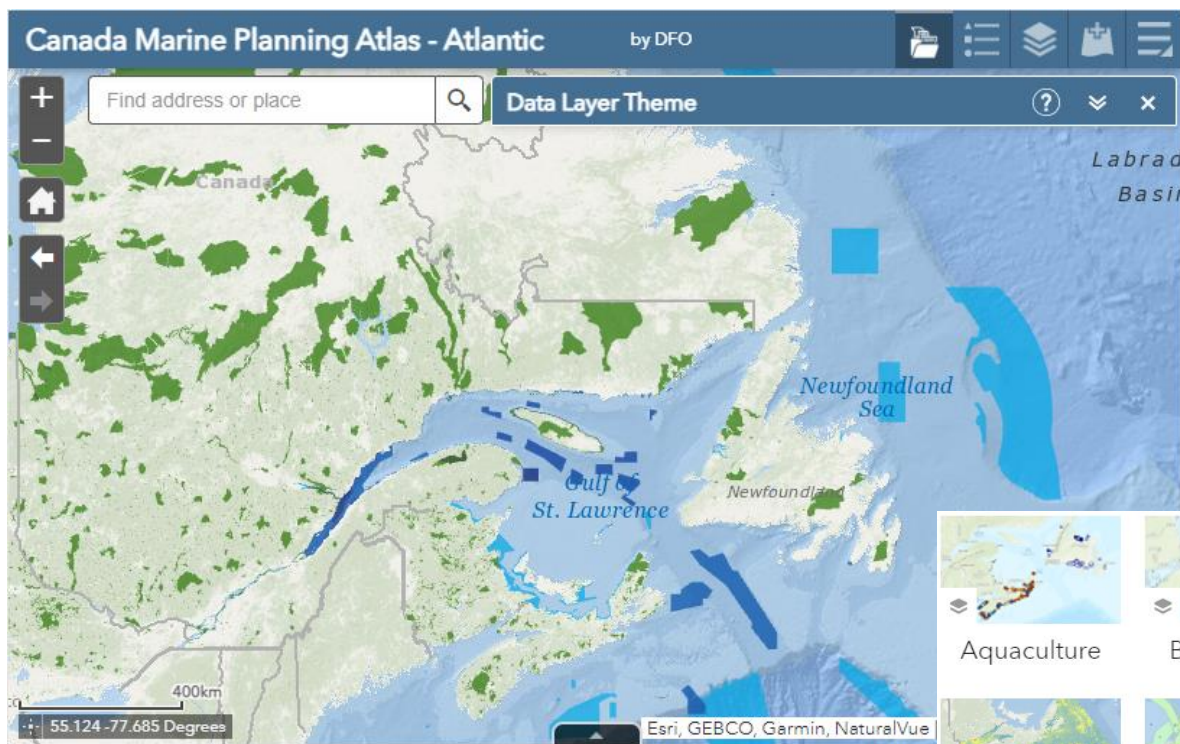 Canada Marine Planning Atlas - Atlantic by DFO
Find address or place
Data Layer Theme
Labrad
Basin
Canada
Newfoundland
Sea
Gulf of
St. Lawrence
Newfoundland
Aquaculture
400km
55.124 -77.685 Degrees
Esri, GEBCO, Garmin, NaturalVue